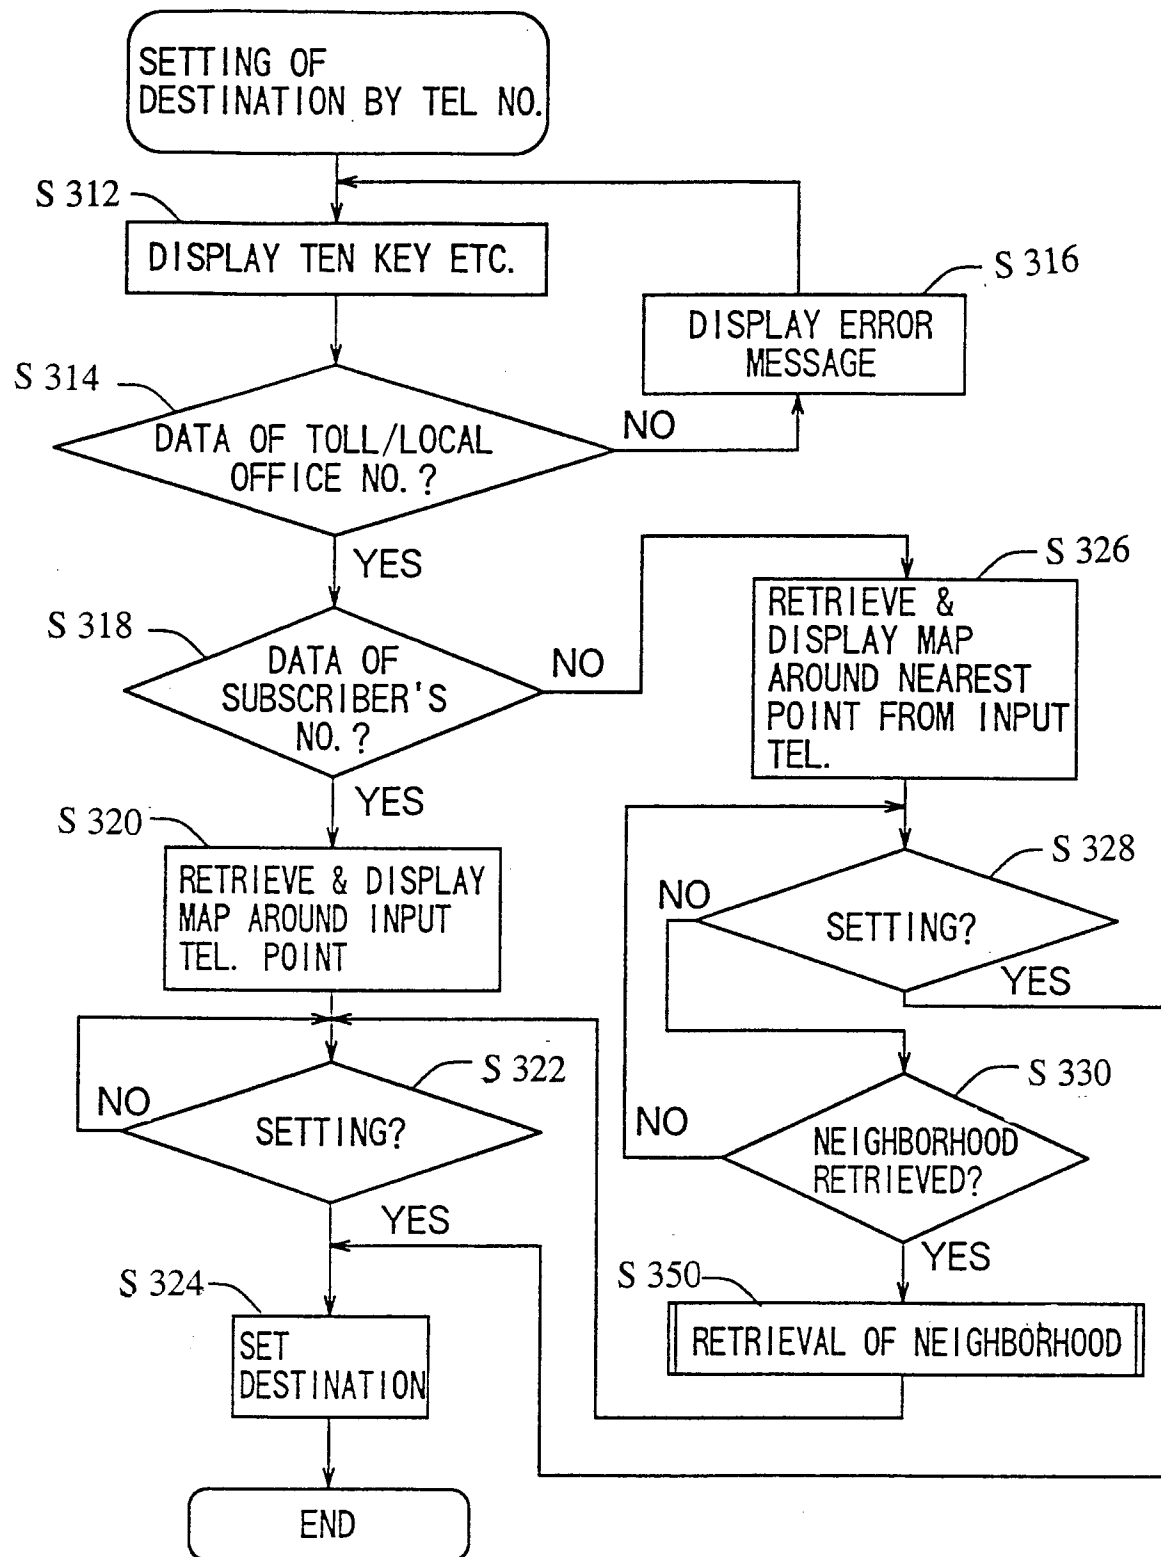 SETTING OF
DESTINATION BY TEL NO.
S 312
DISPLAY TEN KEY ETC.
S 316
DISPLAY ERROR
MESSAGE
S 314
DATA OF TOLL/LOCAL
OFFICE NO.?
NO
YES
S 318
DATA OF
SUBSCRIBER'S
NO.?
NO
YES
S 326
RETRIEVE &
DISPLAY MAP
AROUND NEAREST
POINT FROM INPUT
TEL.
S 320
RETRIEVE & DISPLAY
MAP AROUND INPUT
TEL. POINT
S 328
NO
SETTING?
YES
S 322
NO
SETTING?
YES
S 330
NO
NEIGHBORHOOD
RETRIEVED?
YES
S 350
RETRIEVAL OF NEIGHBORHOOD
S 324
SET
DESTINATION
END